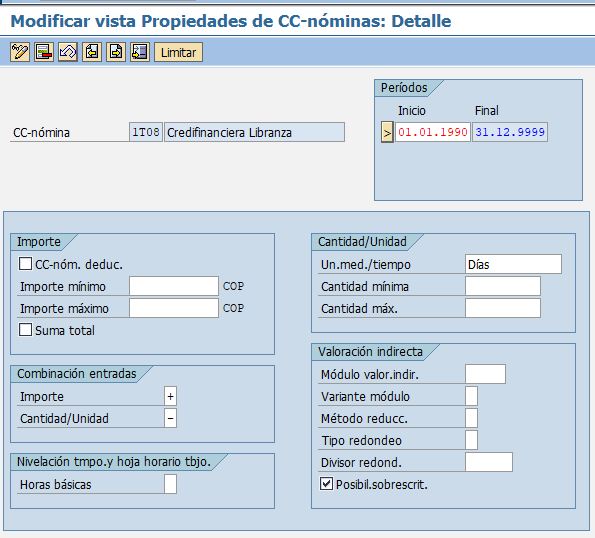 Modificar vista Propiedades de CC-nóminas: Detalle
Limitar
Períodos
Inicio Final
CC-nómina 1T08 Credifinanciera Libranza > 01.01.1990 31.12.9999
Importe
CC-nóm. deduc.
Importe mínimo COP
Importe máximo COP
Suma total
Cantidad/Unidad
Un.med./tiempo Días
Cantidad mínima
Cantidad máx.
Combinación entradas
Importe +
Cantidad/Unidad -
Valoración indirecta
Módulo valor.indir.
Variante módulo
Método reducc.
Tipo redondeo
Divisor redond.
Posibil.sobrescrit.
Nivelación tmpo.y hoja horario tbjo.
Horas básicas